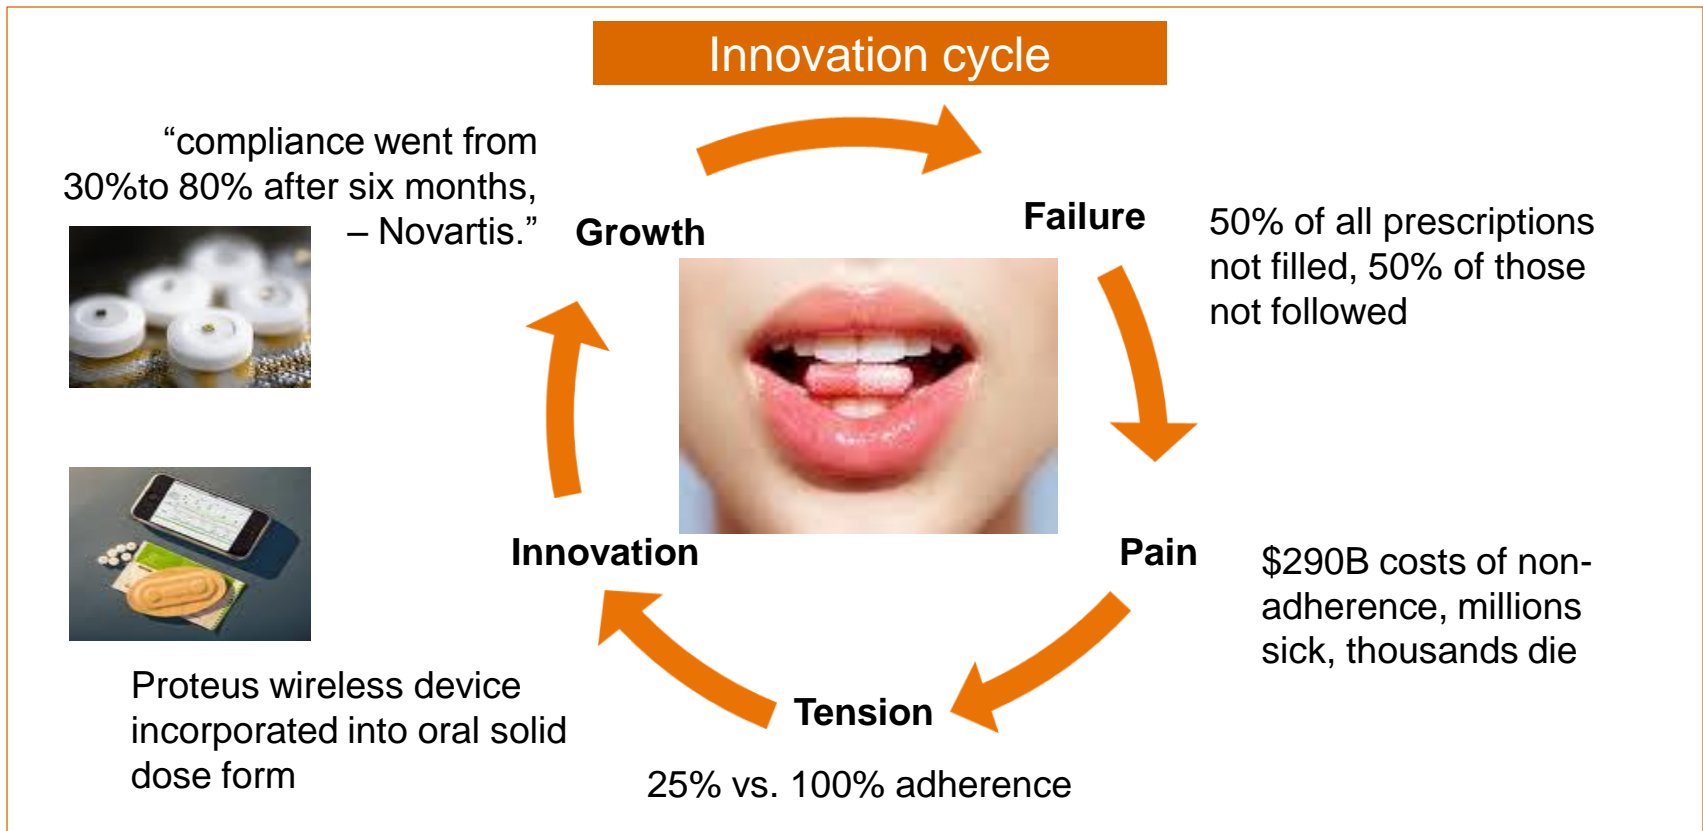 Innovation cycle
“compliance went from
30%to 80% after six months,
– Novartis.”
Growth
Failure
50% of all prescriptions
not filled, 50% of those
not followed
Pain
$290B costs of non-
adherence, millions
sick, thousands die
Tension
25% vs. 100% adherence
Innovation
Proteus wireless device
incorporated into oral solid
dose form